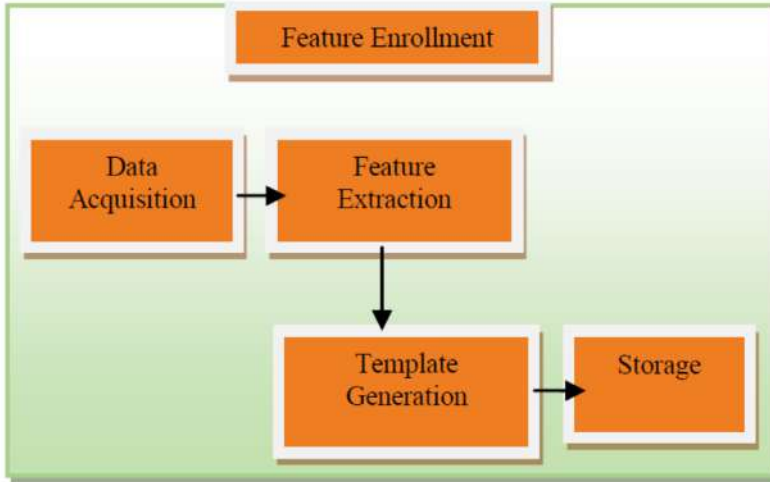 Feature Enrollment
Data
Acquisition
Feature
Extraction
Template
Generation
Storage